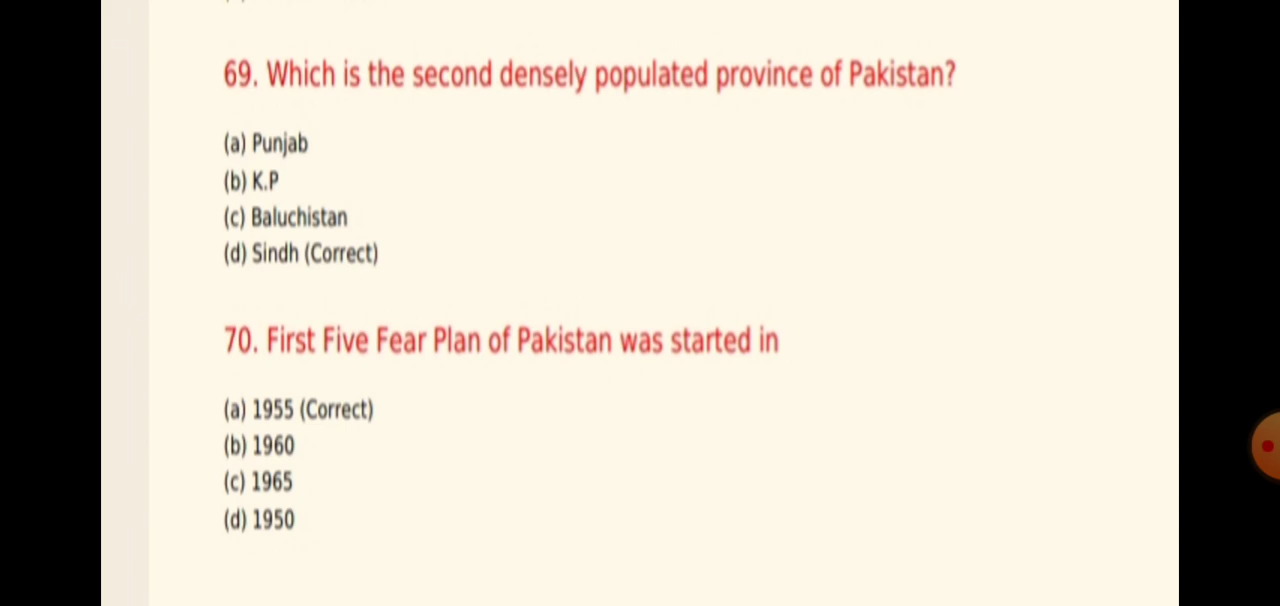 69. Which is the second densely populated province of Pakistan?
(a) Punjab
(b) K.P
(c) Baluchistan
(d) Sindh (Correct)
70. First Five Fear Plan of Pakistan was started in
(a) 1955 (Correct)
(b) 1960
(c) 1965
(d) 1950